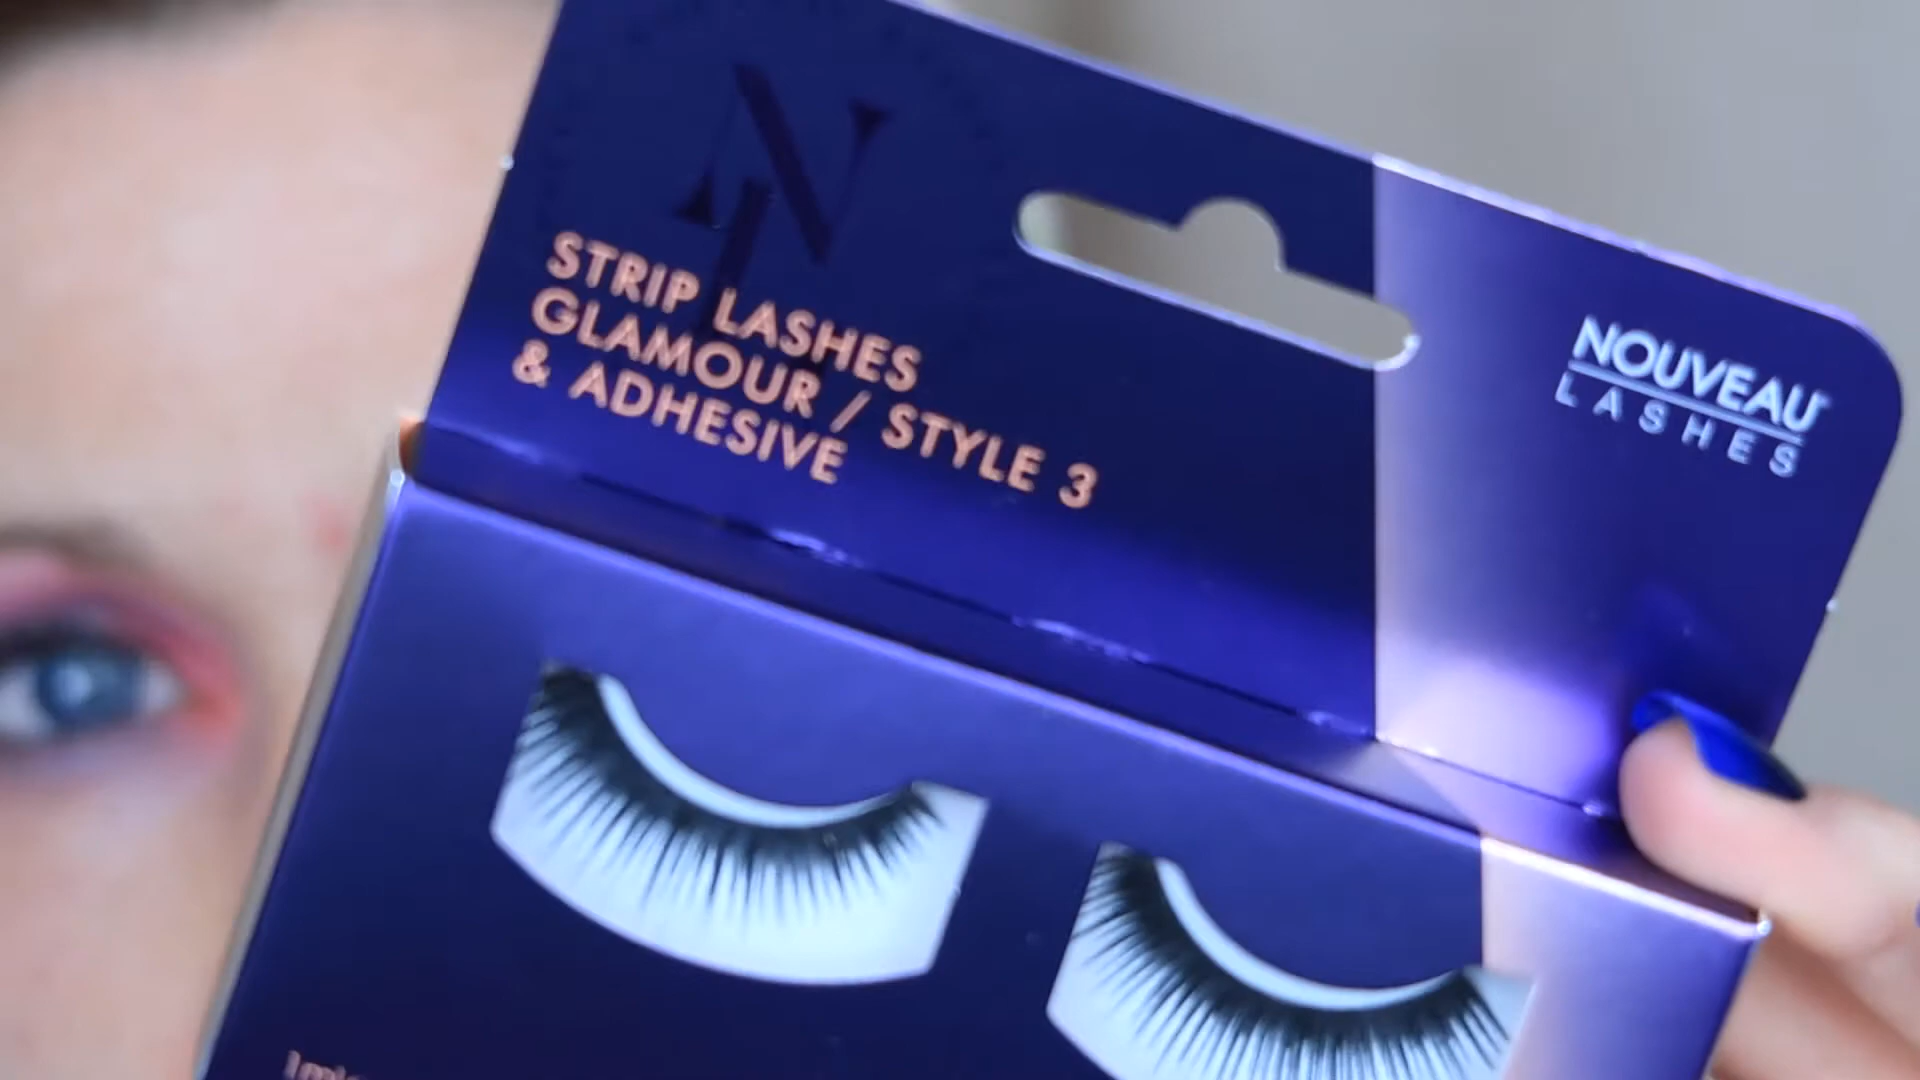 STRIP LASHES
GLAMOUR / STYLE 3
& ADHESIVE
NOUVEAU
LASHES